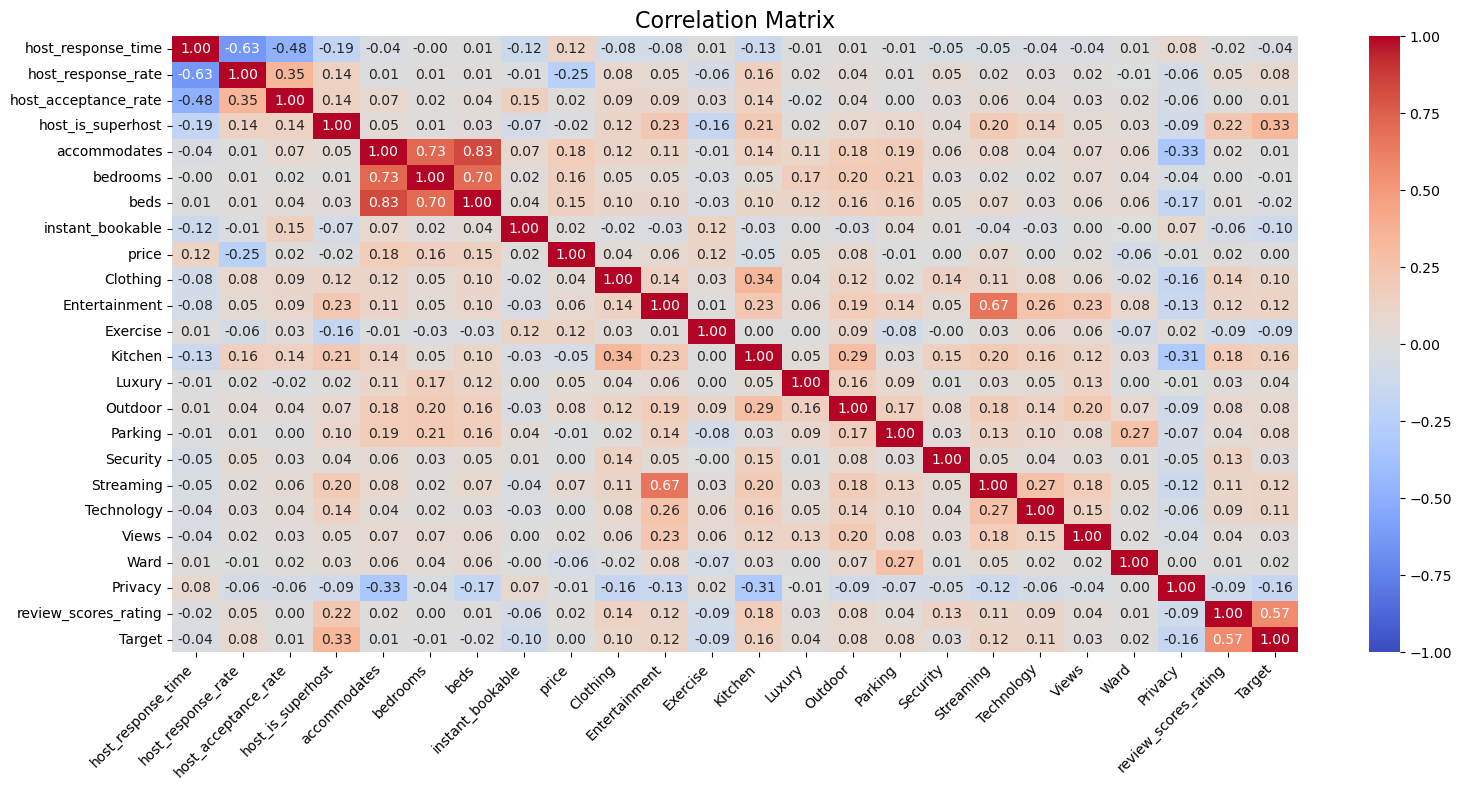 Correlation Matrix
host_response_time 1.00 -0.63 -0.48 -0.19 -0.04 -0.00 0.01 -0.12 0.12 -0.08 -0.08 0.01 -0.13 -0.01 0.01 -0.01 -0.05 -0.05 -0.04 -0.04 0.01 0.08 -0.02 -0.04
host_response_rate -0.63 1.00 0.35 0.14 0.01 0.01 0.01 -0.01 -0.25 0.08 0.05 -0.06 0.16 0.02 0.04 0.01 0.05 0.02 0.03 0.02 -0.01 -0.06 0.05 0.08
host_acceptance_rate -0.48 0.35 1.00 0.14 0.07 0.02 0.04 0.15 0.02 0.09 0.09 0.03 0.14 -0.02 0.04 0.00 0.03 0.06 0.04 0.03 0.02 -0.06 0.00 0.01
host_is_superhost -0.19 0.14 0.14 1.00 0.05 0.01 0.03 -0.07 -0.02 0.12 0.23 -0.16 0.21 0.02 0.07 0.10 0.04 0.20 0.14 0.05 0.03 -0.09 0.22 0.33
accommodates -0.04 0.01 0.07 0.05 1.00 0.73 0.83 0.07 0.18 0.12 0.11 -0.01 0.14 0.11 0.18 0.19 0.06 0.08 0.04 0.07 0.06 -0.33 0.02 0.01
bedrooms -0.00 0.01 0.02 0.01 0.73 1.00 0.70 0.02 0.16 0.05 0.05 -0.03 0.05 0.17 0.20 0.21 0.03 0.02 0.02 0.07 0.04 -0.04 0.00 -0.01
beds 0.01 0.01 0.04 0.03 0.83 0.70 1.00 0.04 0.15 0.10 0.10 -0.03 0.10 0.12 0.16 0.16 0.05 0.07 0.03 0.06 0.06 -0.17 0.01 -0.02
instant_bookable -0.12 -0.01 0.15 -0.07 0.07 0.02 0.04 1.00 0.02 -0.02 -0.03 0.12 -0.03 0.00 -0.03 0.04 0.01 -0.04 -0.03 0.00 -0.00 0.07 -0.06 -0.10
price 0.12 -0.25 0.02 -0.02 0.18 0.16 0.15 0.02 1.00 0.04 0.06 0.12 -0.05 0.05 0.08 -0.01 0.00 0.07 0.00 0.02 -0.06 -0.01 0.02 0.00
Clothing -0.08 0.08 0.09 0.12 0.12 0.05 0.10 -0.02 0.04 1.00 0.14 0.03 0.34 0.04 0.12 0.02 0.14 0.11 0.08 0.06 -0.02 -0.16 0.14 0.10
Entertainment -0.08 0.05 0.09 0.23 0.11 0.05 0.10 -0.03 0.06 0.14 1.00 0.01 0.23 0.06 0.19 0.14 0.05 0.67 0.26 0.23 0.08 -0.13 0.12 0.12
Exercise 0.01 -0.06 0.03 -0.16 -0.01 -0.03 -0.03 0.12 0.12 0.03 0.01 1.00 0.00 0.00 0.09 -0.08 -0.00 0.03 0.06 0.06 -0.07 0.02 -0.09 -0.09
Kitchen -0.13 0.16 0.14 0.21 0.14 0.05 0.10 -0.03 -0.05 0.34 0.23 0.00 1.00 0.05 0.29 0.03 0.15 0.20 0.16 0.12 0.03 -0.31 0.18 0.16
Luxury -0.01 0.02 -0.02 0.02 0.11 0.17 0.12 0.00 0.05 0.04 0.06 0.00 0.05 1.00 0.16 0.09 0.01 0.03 0.05 0.13 0.00 -0.01 0.03 0.04
Outdoor 0.01 0.04 0.04 0.07 0.18 0.20 0.16 -0.03 0.08 0.12 0.19 0.09 0.29 0.16 1.00 0.17 0.08 0.18 0.14 0.20 0.07 -0.09 0.08 0.08
Parking -0.01 0.01 0.00 0.10 0.19 0.21 0.16 0.04 -0.01 0.02 0.14 -0.08 0.03 0.09 0.17 1.00 0.03 0.13 0.10 0.08 0.27 -0.07 0.04 0.08
Security -0.05 0.05 0.03 0.04 0.06 0.03 0.05 0.01 0.00 0.14 0.05 -0.00 0.15 0.01 0.08 0.03 1.00 0.05 0.04 0.03 0.01 -0.05 0.13 0.03
Streaming -0.05 0.02 0.06 0.20 0.08 0.02 0.07 -0.04 0.07 0.11 0.67 0.03 0.20 0.03 0.18 0.13 0.05 1.00 0.27 0.18 0.05 -0.12 0.11 0.12
Technology -0.04 0.03 0.04 0.14 0.04 0.02 0.03 -0.03 0.00 0.08 0.26 0.06 0.16 0.05 0.14 0.10 0.04 0.27 1.00 0.15 0.02 -0.06 0.09 0.11
Views -0.04 0.02 0.03 0.05 0.07 0.07 0.06 0.00 0.02 0.06 0.23 0.06 0.12 0.13 0.20 0.08 0.03 0.18 0.15 1.00 0.02 -0.04 0.04 0.03
Ward 0.01 -0.01 0.02 0.03 0.06 0.04 0.06 -0.00 -0.06 -0.02 0.08 -0.07 0.03 0.00 0.07 0.27 0.01 0.05 0.02 0.02 1.00 0.00 0.01 0.02
Privacy 0.08 -0.06 -0.06 -0.09 -0.33 -0.04 -0.17 0.07 -0.01 -0.16 -0.13 0.02 -0.31 -0.01 -0.09 -0.07 -0.05 -0.12 -0.06 -0.04 0.00 1.00 -0.09 -0.16
review_scores_rating -0.02 0.05 0.00 0.22 0.02 0.00 0.01 -0.06 0.02 0.14 0.12 -0.09 0.18 0.03 0.08 0.04 0.13 0.11 0.09 0.04 0.01 -0.09 1.00 0.57
Target -0.04 0.08 0.01 0.33 0.01 -0.01 -0.02 -0.10 0.00 0.10 0.12 -0.09 0.16 0.04 0.08 0.08 0.03 0.12 0.11 0.03 0.02 -0.16 0.57 1.00
host_response_time
host_response_rate
host_acceptance_rate
host_is_superhost
accommodates
bedrooms
beds
instant_bookable
price
Clothing
Entertainment
Exercise
Kitchen
Luxury
Outdoor
Parking
Security
Streaming
Technology
Views
Ward
Privacy
review_scores_rating
Target
1.00
0.75
0.50
0.25
0.00
−0.25
−0.50
−0.75
−1.00